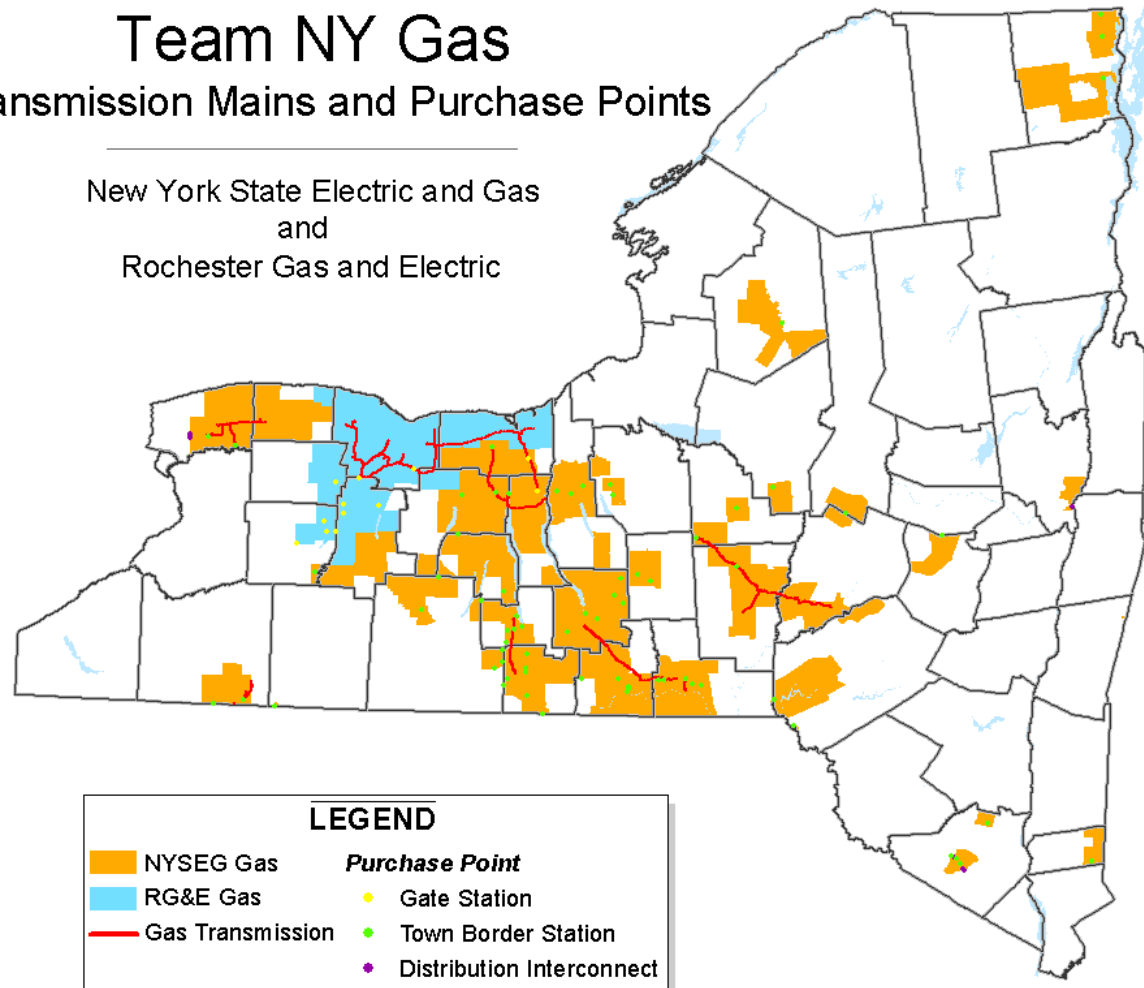 Team NY Gas
ansmission Mains and Purchase Points
New York State Electric and Gas
and
Rochester Gas and Electric
LEGEND
NYSEG Gas
RG&E Gas
Gas Transmission
Purchase Point
Gate Station
Town Border Station
Distribution Interconnect